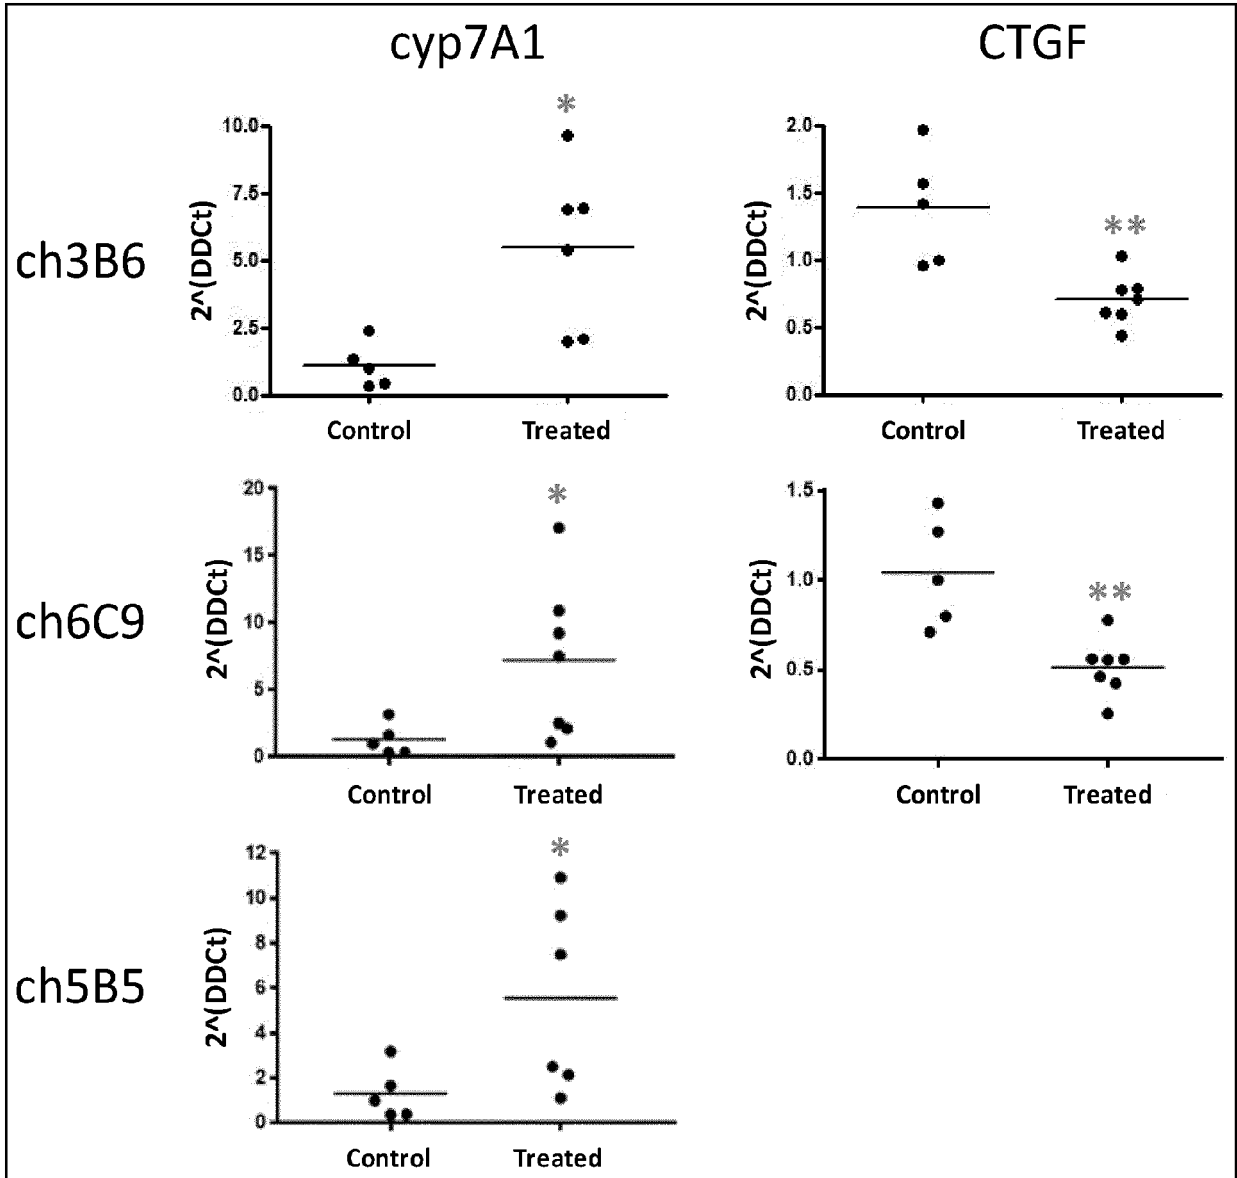 cyp7A1 CTGF
ch3B6
* **
2^(DDCt) 2^(DDCt)
10.0 2.0
7.5 1.5
5.0 1.0
2.5 0.5
0.0 0.0
Control Treated Control Treated
ch6C9
* **
2^(DDCt) 2^(DDCt)
20 1.5
15 1.0
10 0.5
5 0.0
0
Control Treated Control Treated
ch5B5
*
2^(DDCt)
12
10
8
6
4
2
0
Control Treated